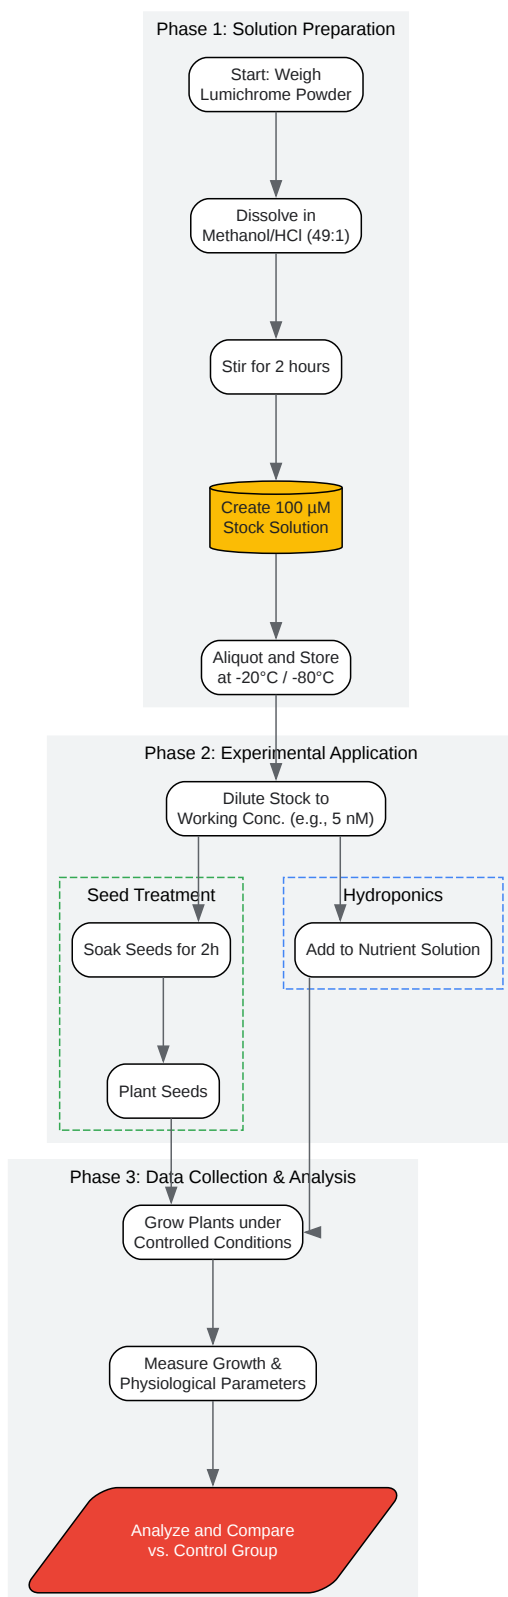 Phase 1: Solution Preparation
Start: Weigh
Lumichrome Powder
Dissolve in
Methanol/HCl (49:1)
Stir for 2 hours
Create 100 µM
Stock Solution
Aliquot and Store
at -20°C / -80°C
Phase 2: Experimental Application
Dilute Stock to
Working Conc. (e.g., 5 nM)
Seed Treatment
Soak Seeds for 2h
Plant Seeds
Hydroponics
Add to Nutrient Solution
Phase 3: Data Collection & Analysis
Grow Plants under
Controlled Conditions
Measure Growth &
Physiological Parameters
Analyze and Compare
vs. Control Group